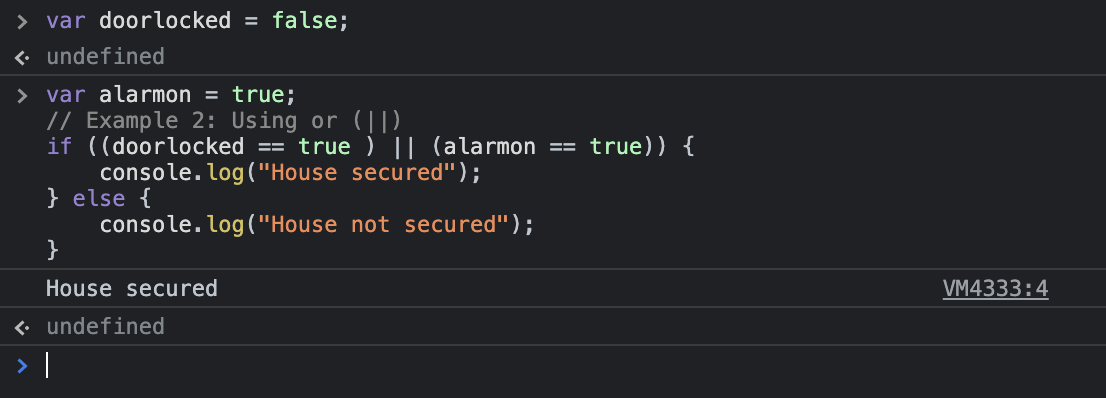 > var doorlocked = false;
<· undefined
> var alarmon = true;
// Example 2: Using or (||)
if ((doorlocked == true ) || (alarmon == true)) {
    console.log("House secured");
} else {
    console.log("House not secured");
}
House secured VM4333:4
<· undefined
>